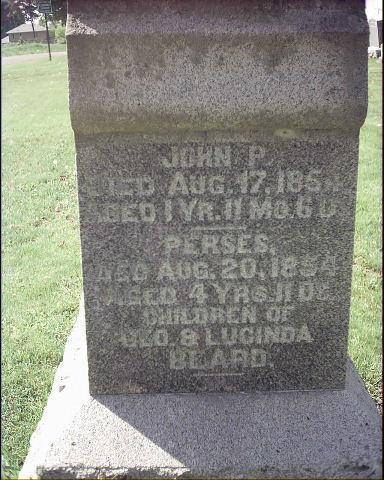 JOHN P.
DIED AUG. 17, 1854
AGED 1 YR. 11 MO. 6 D.
PERSES,
DIED AUG. 20, 1854
AGED 4 YRS. 11 DS.
CHILDREN OF
GEO. & LUCINDA
BEARD.